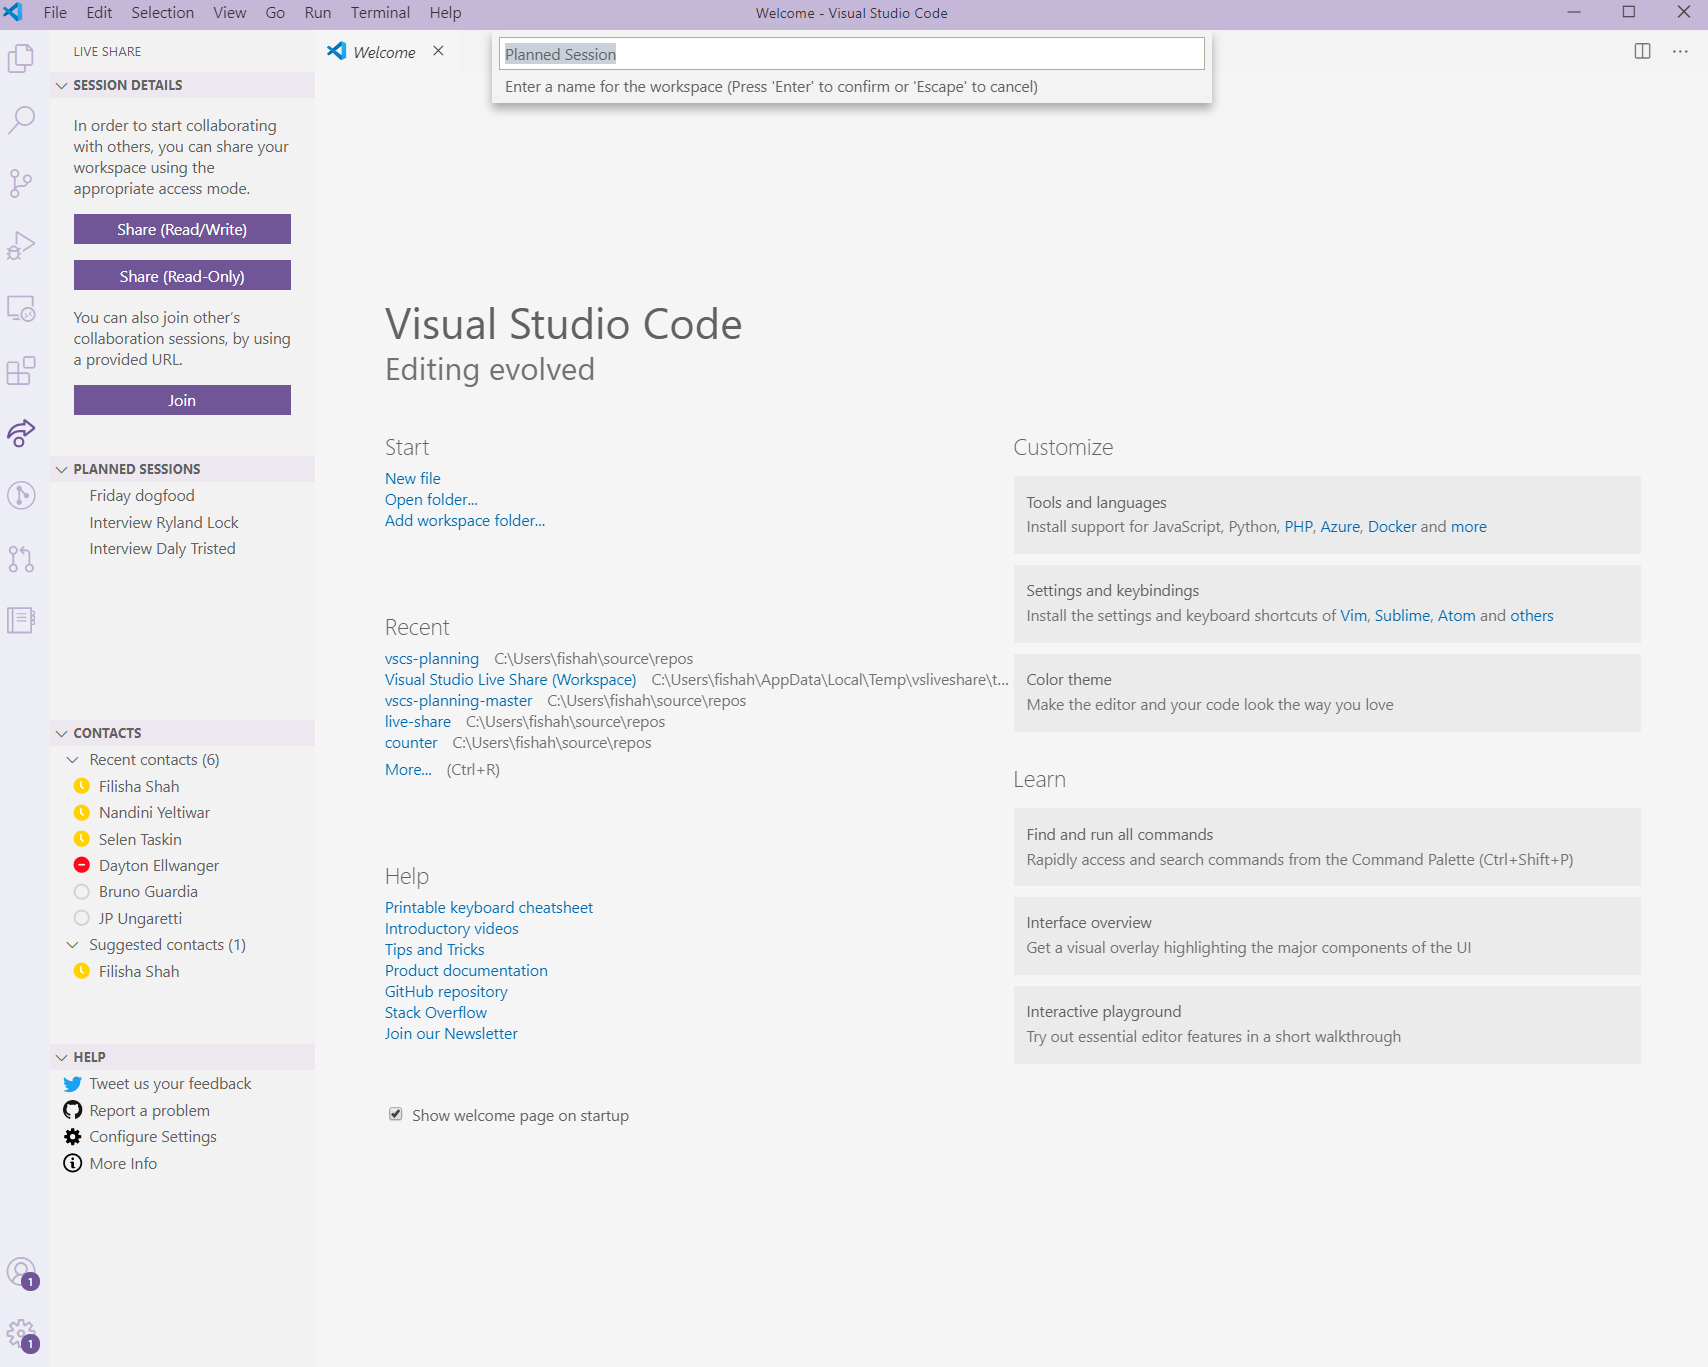 File Edit Selection View Go Run Terminal Help
Welcome - Visual Studio Code
LIVE SHARE
SESSION DETAILS
In order to start collaborating
with others, you can share your
workspace using the
appropriate access mode.
Share (Read/Write)
Share (Read-Only)
You can also join other's
collaboration sessions, by using
a provided URL.
Join
PLANNED SESSIONS
Friday dogfood
Interview Ryland Lock
Interview Daly Tristed
CONTACTS
Recent contacts (6)
Filisha Shah
Nandini Yeltiwar
Selen Taskin
Dayton Ellwanger
Bruno Guardia
JP Ungaretti
Suggested contacts (1)
Filisha Shah
HELP
Tweet us your feedback
Report a problem
Configure Settings
More Info
1
1
Welcome
Planned Session
Enter a name for the workspace (Press 'Enter' to confirm or 'Escape' to cancel)
Visual Studio Code
Editing evolved
Start
New file
Open folder...
Add workspace folder...
Recent
vscs-planning C:\Users\fishah\source\repos
Visual Studio Live Share (Workspace) C:\Users\fishah\AppData\Local\Temp\vsliveshare\t...
vscs-planning-master C:\Users\fishah\source\repos
live-share C:\Users\fishah\source\repos
counter C:\Users\fishah\source\repos
More... (Ctrl+R)
Help
Printable keyboard cheatsheet
Introductory videos
Tips and Tricks
Product documentation
GitHub repository
Stack Overflow
Join our Newsletter
Show welcome page on startup
Customize
Tools and languages
Install support for JavaScript, Python, PHP, Azure, Docker and more
Settings and keybindings
Install the settings and keyboard shortcuts of Vim, Sublime, Atom and others
Color theme
Make the editor and your code look the way you love
Learn
Find and run all commands
Rapidly access and search commands from the Command Palette (Ctrl+Shift+P)
Interface overview
Get a visual overlay highlighting the major components of the UI
Interactive playground
Try out essential editor features in a short walkthrough